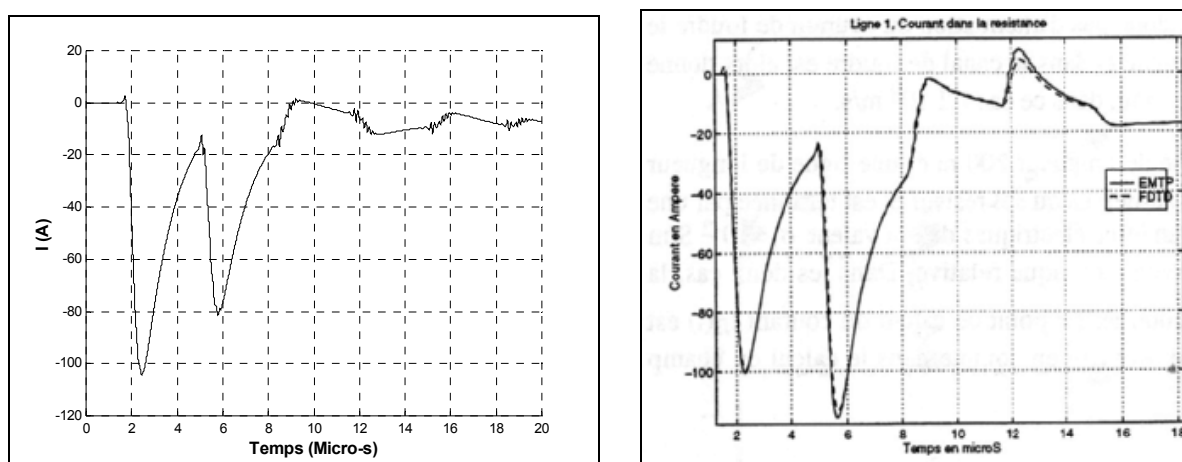 20
0
-20
-40
-60
-80
-100
-120
I (A)
0 2 4 6 8 10 12 14 16 18 20
Temps (Micro-s)
Ligne 1, Courant dans la resistance
0
-20
-40
-60
-80
-100
Courant en Ampere
EMTP
FDTD
2 4 6 8 10 12 14 16 18
Temps en microS